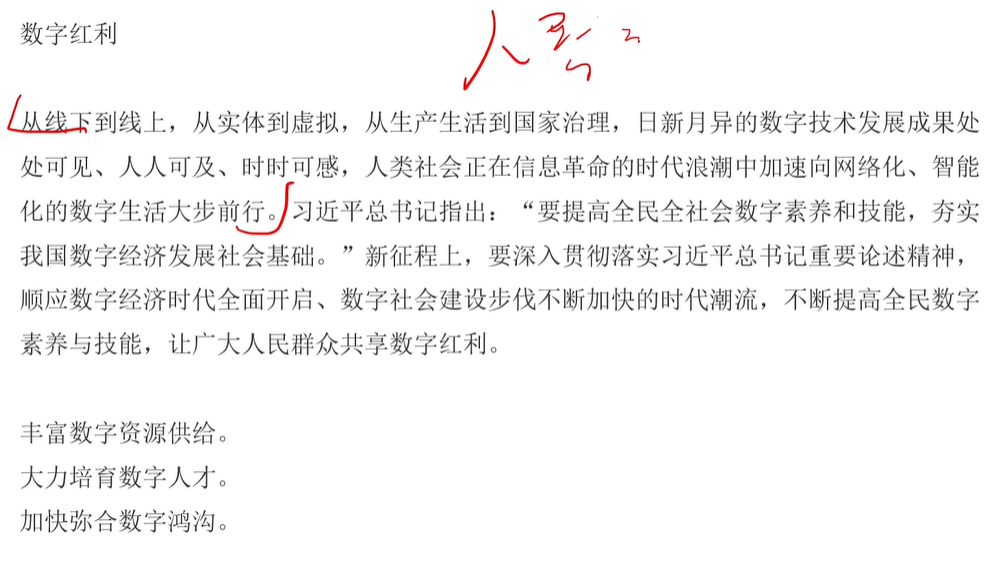 数字红利
从线下到线上，从实体到虚拟，从生产生活到国家治理，日新月异的数字技术发展成果处
处可见、人人可及、时时可感，人类社会正在信息革命的时代浪潮中加速向网络化、智能
化的数字生活大步前行。习近平总书记指出：“要提高全民全社会数字素养和技能，夯实
我国数字经济发展社会基础。”新征程上，要深入贯彻落实习近平总书记重要论述精神，
顺应数字经济时代全面开启、数字社会建设步伐不断加快的时代潮流，不断提高全民数字
素养与技能，让广大人民群众共享数字红利。
丰富数字资源供给。
大力培育数字人才。
加快弥合数字鸿沟。